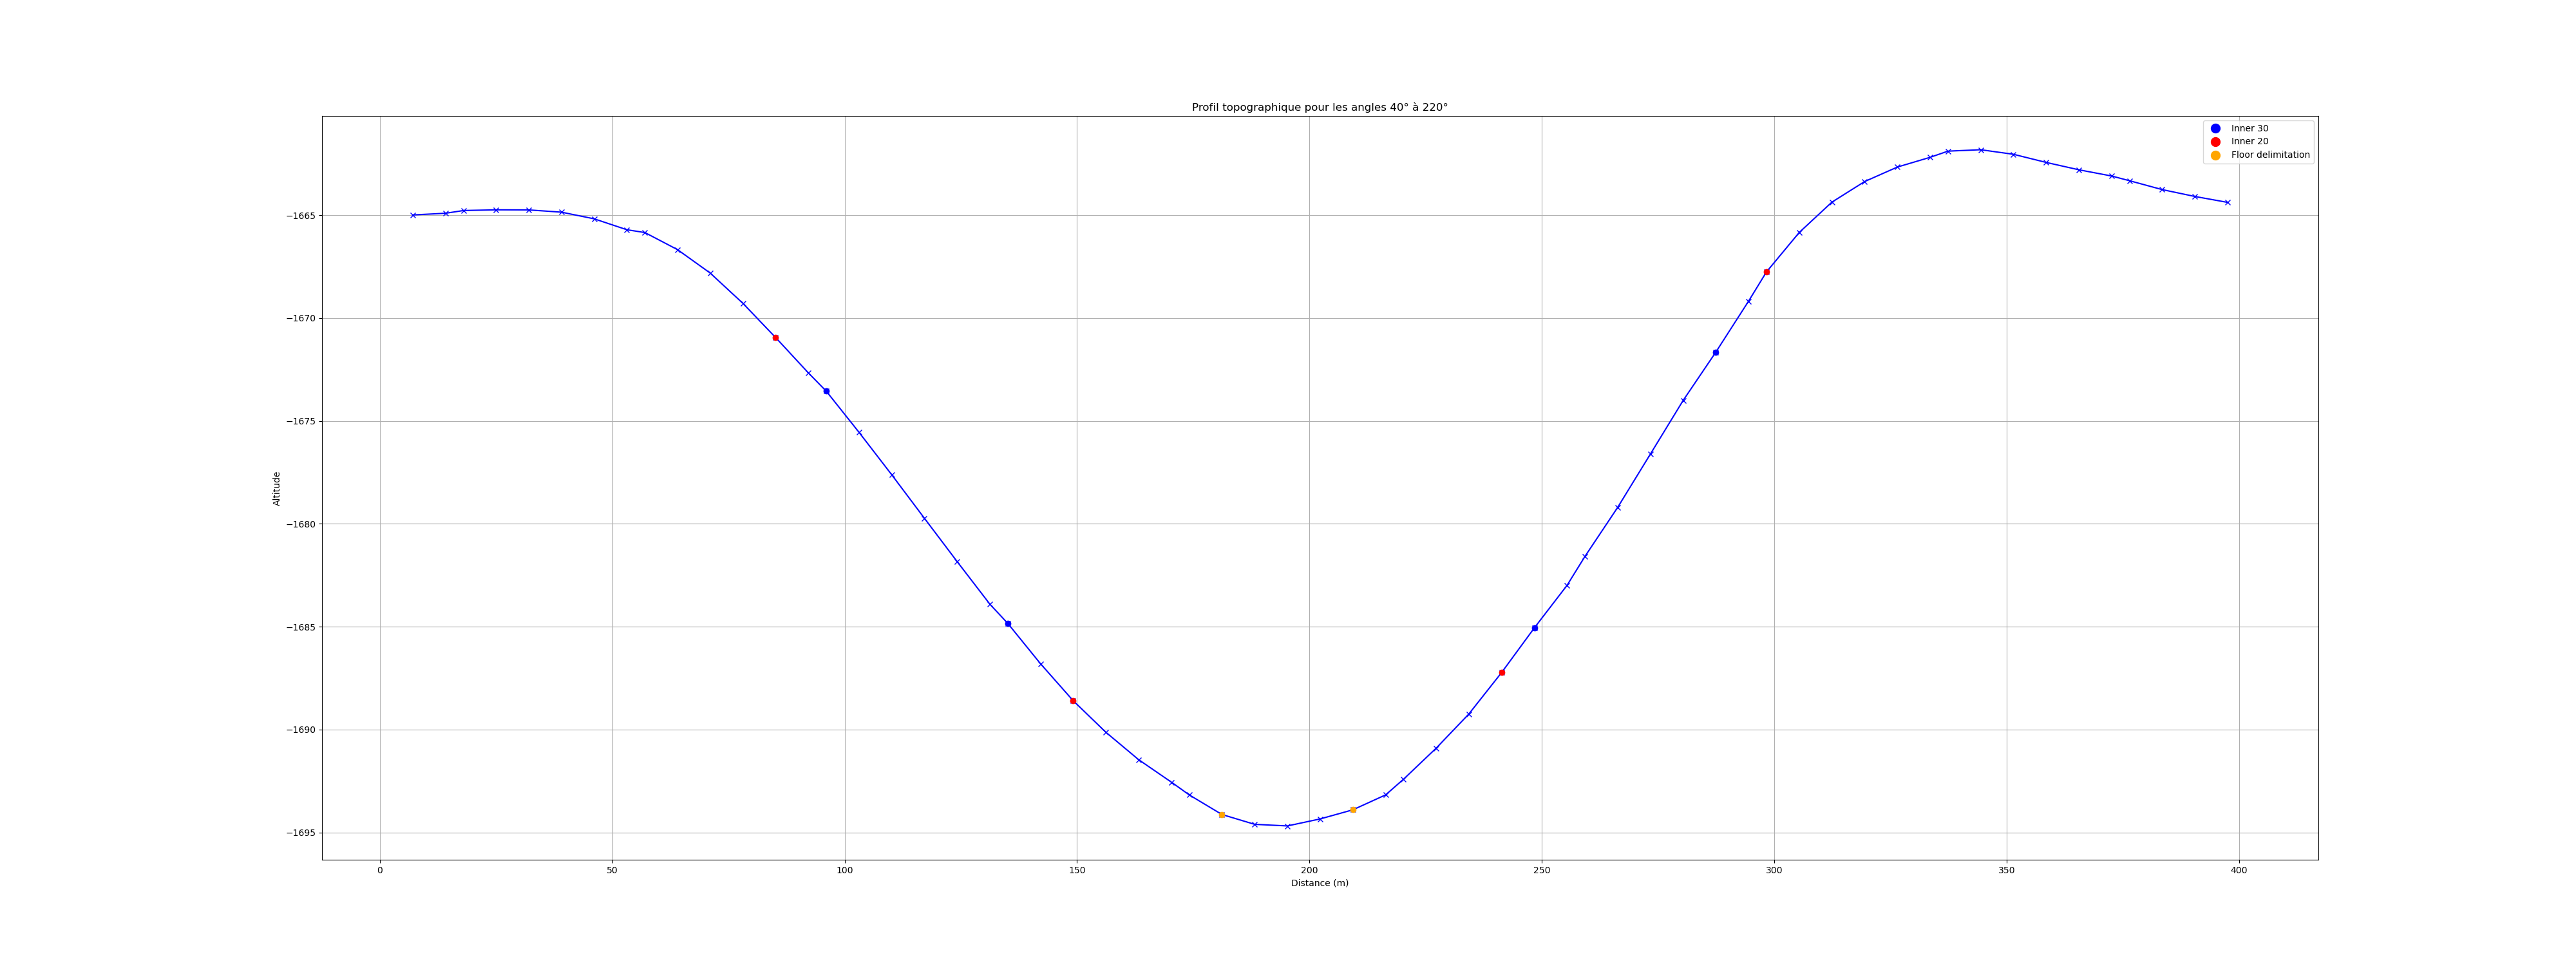 Profil topographique pour les angles 40° à 220°
Inner 30
Inner 20
Floor delimitation
Altitude
−1665
−1670
−1675
−1680
−1685
−1690
−1695
0 50 100 150 200 250 300 350 400
Distance (m)